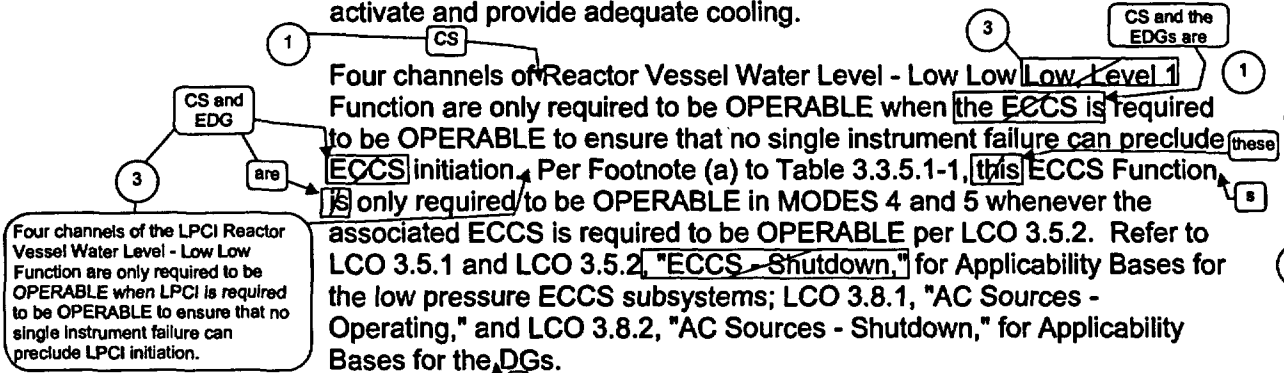 activate and provide adequate cooling.
1
CS
3
CS and the
EDGs are
1
Four channels of Reactor Vessel Water Level - Low Low Low, Level 1
Function are only required to be OPERABLE when the ECCS is required
to be OPERABLE to ensure that no single instrument failure can preclude
these
CS and
EDG
ECCS initiation. Per Footnote (a) to Table 3.3.5.1-1, this ECCS Function
s
3
are
is only required to be OPERABLE in MODES 4 and 5 whenever the
associated ECCS is required to be OPERABLE per LCO 3.5.2. Refer to
LCO 3.5.1 and LCO 3.5.2, "ECCS - Shutdown," for Applicability Bases for
the low pressure ECCS subsystems; LCO 3.8.1, "AC Sources -
Operating," and LCO 3.8.2, "AC Sources - Shutdown," for Applicability
Bases for the DGs.
Four channels of the LPCI Reactor
Vessel Water Level - Low Low
Function are only required to be
OPERABLE when LPCI is required
to be OPERABLE to ensure that no
single instrument failure can
preclude LPCI initiation.